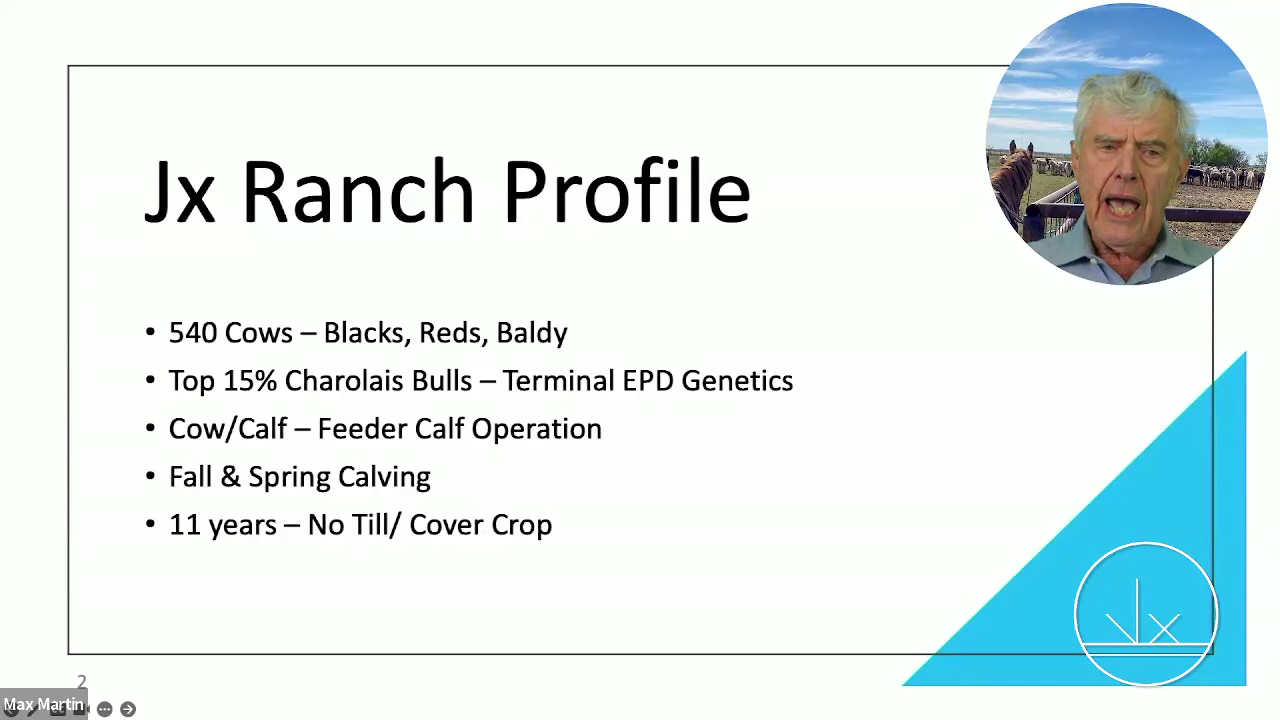 Jx Ranch Profile
• 540 Cows – Blacks, Reds, Baldy
• Top 15% Charolais Bulls – Terminal EPD Genetics
• Cow/Calf – Feeder Calf Operation
• Fall & Spring Calving
• 11 years – No Till/ Cover Crop
Jx
2
Max Martin